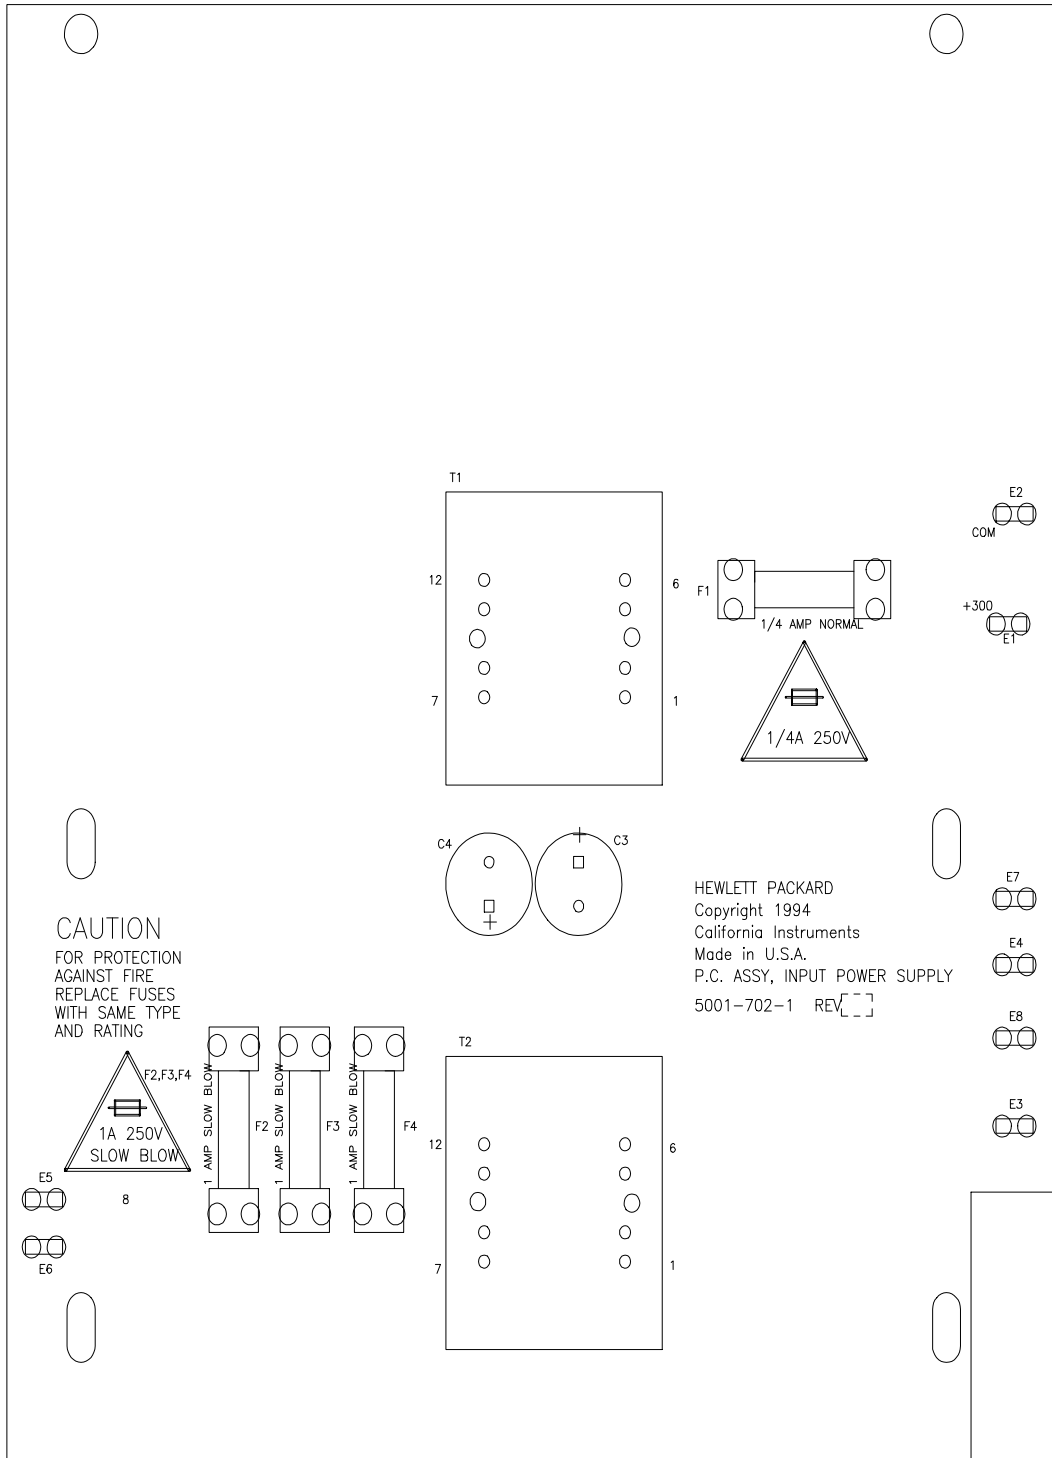 T1
E2
COM
12
6
F1
+300
E1
1/4 AMP NORMAL
7
1
1/4A 250V
C4
C3
HEWLETT PACKARD
Copyright 1994
California Instruments
Made in U.S.A.
P.C. ASSY, INPUT POWER SUPPLY
5001-702-1 REV
E7
E4
E8
E3
CAUTION
FOR PROTECTION
AGAINST FIRE
REPLACE FUSES
WITH SAME TYPE
AND RATING
F2,F3,F4
1A 250V
SLOW BLOW
8
E5
E6
1 AMP SLOW BLOW
F2
1 AMP SLOW BLOW
F3
1 AMP SLOW BLOW
F4
T2
12
6
7
1